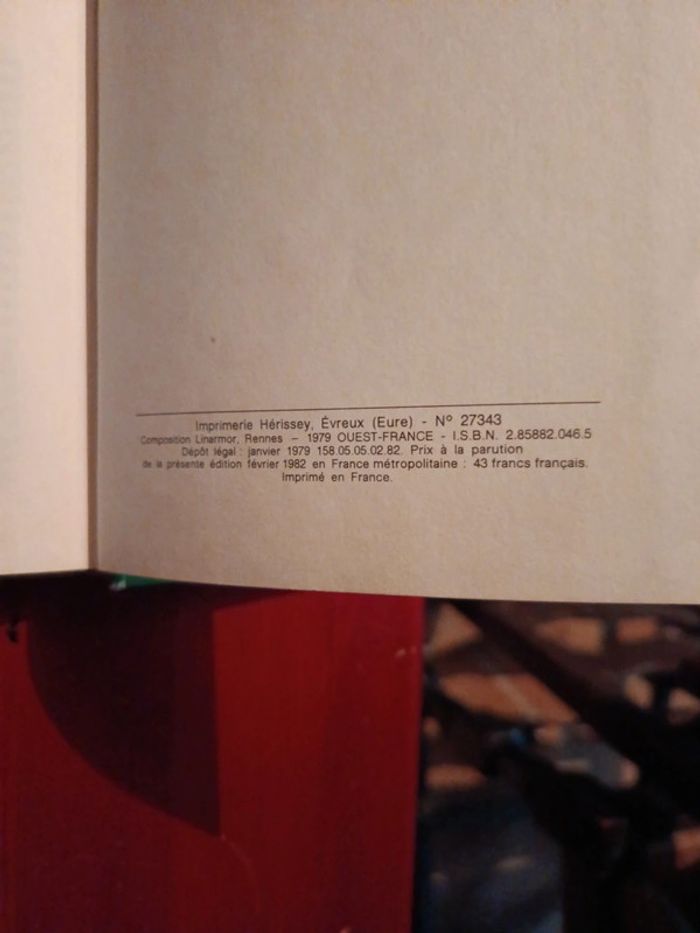 Imprimerie Hérissey, Évreux (Eure) - Nº 27343
Composition Linarmor, Rennes – 1979 OUEST-FRANCE - I.S.B.N. 2.85882.046.5
Dépôt légal : janvier 1979 158.05.05.02.82. Prix à la parution
de la présente édition février 1982 en France métropolitaine : 43 francs français.
Imprimé en France.